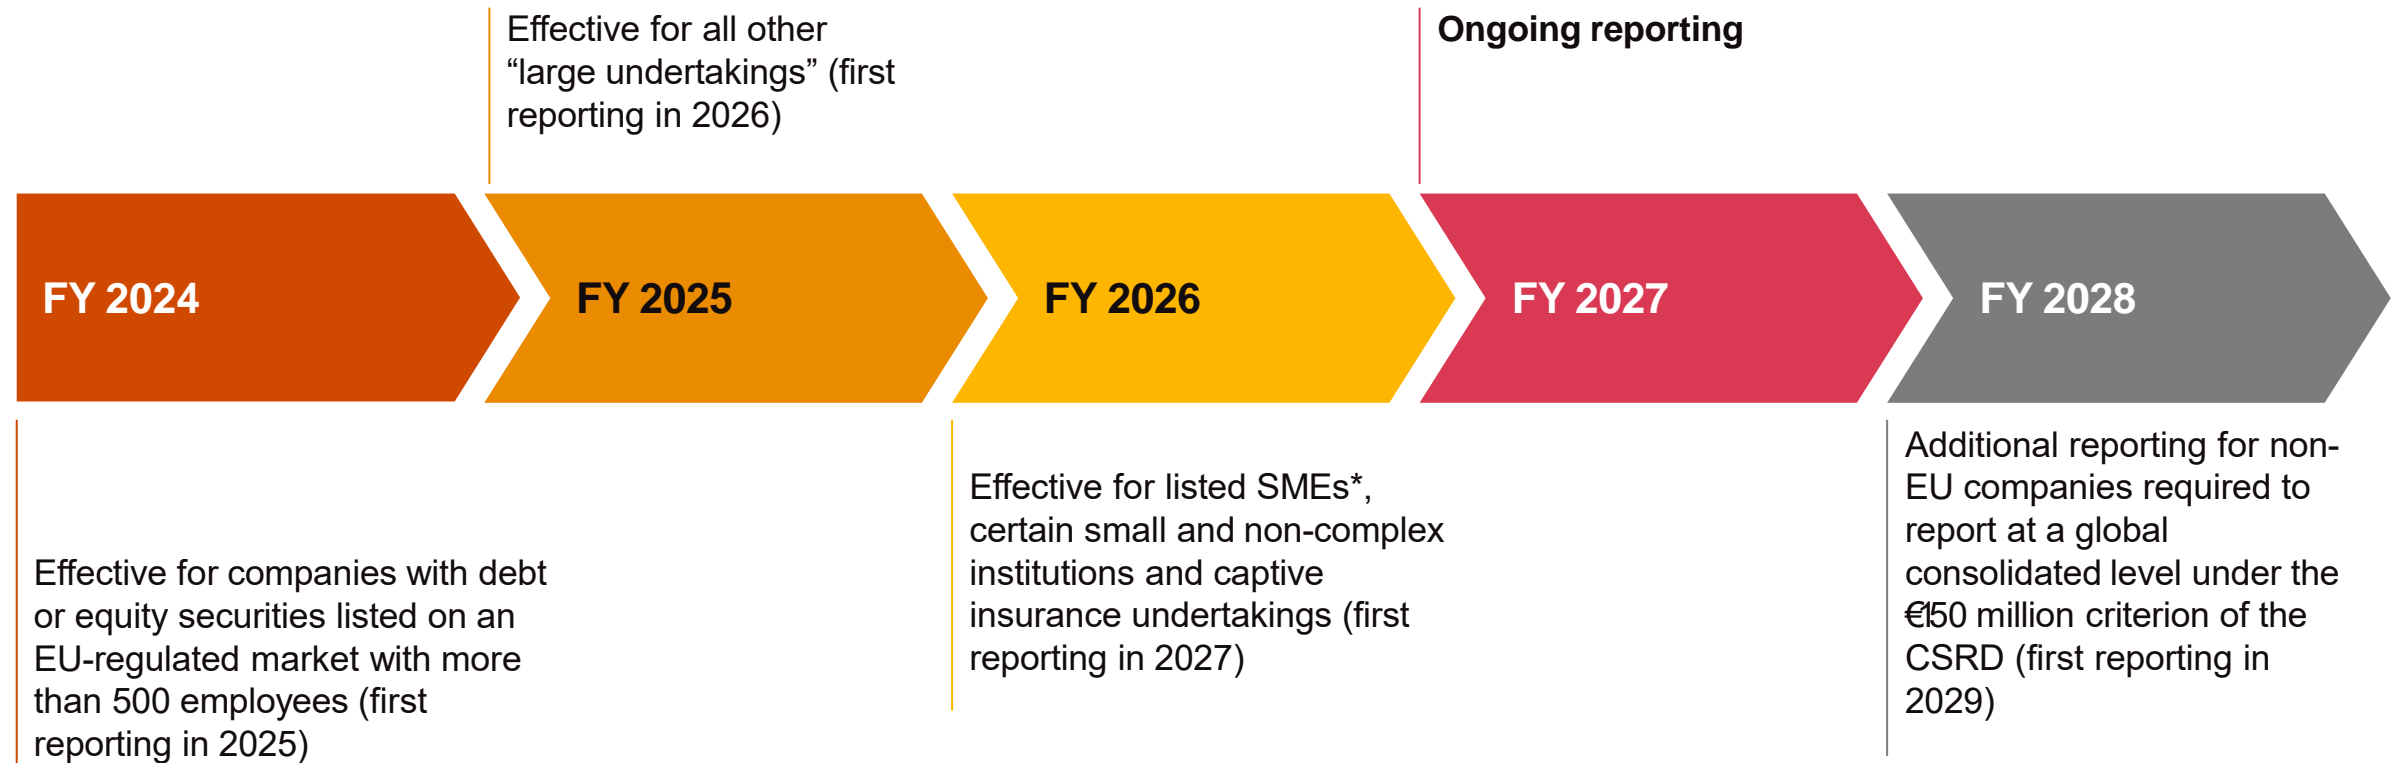 Effective for all other
“large undertakings” (first
reporting in 2026)
Ongoing reporting
FY 2024
FY 2025
FY 2026
FY 2027
FY 2028
Effective for companies with debt
or equity securities listed on an
EU-regulated market with more
than 500 employees (first
reporting in 2025)
Effective for listed SMEs*,
certain small and non-complex
institutions and captive
insurance undertakings (first
reporting in 2027)
Additional reporting for non-
EU companies required to
report at a global
consolidated level under the
€150 million criterion of the
CSRD (first reporting in
2029)